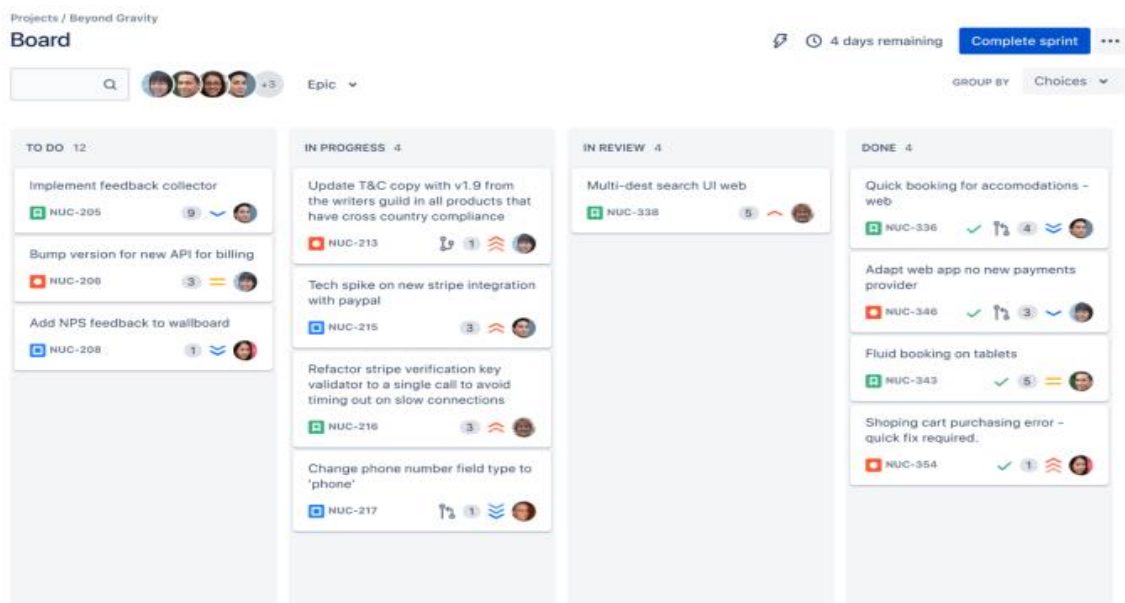 Projects / Beyond Gravity
Board
4 days remaining
Complete sprint
+3
Epic
GROUP BY
Choices
TO DO 12
Implement feedback collector
NUC-205
9
Bump version for new API for billing
NUC-206
3
Add NPS feedback to wallboard
NUC-208
1
IN PROGRESS 4
Update T&C copy with v1.9 from
the writers guild in all products that
have cross country compliance
NUC-213
1
Tech spike on new stripe integration
with paypal
NUC-215
3
Refactor stripe verification key
validator to a single call to avoid
timing out on slow connections
NUC-216
3
Change phone number field type to
'phone'
NUC-217
1
IN REVIEW 4
Multi-dest search UI web
NUC-338
5
DONE 4
Quick booking for accomodations -
web
NUC-336
4
Adapt web app no new payments
provider
NUC-346
3
Fluid booking on tablets
NUC-343
5
Shoping cart purchasing error -
quick fix required.
NUC-354
1